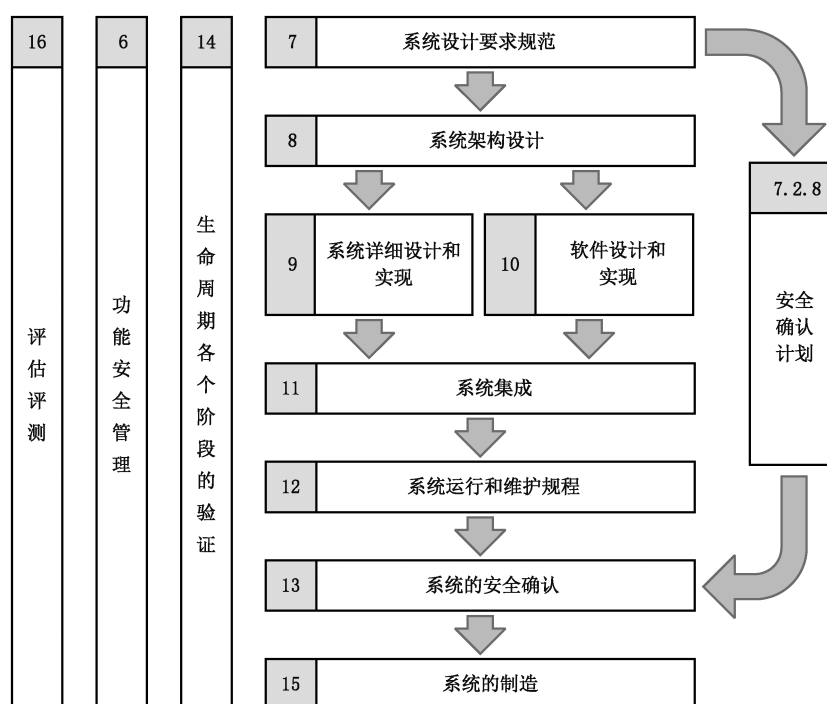 16
评估评测
6
功能安全管理
14
生命周期各个阶段的验证
7
系统设计要求规范
8
系统架构设计
9
系统详细设计和
实现
10
软件设计和
实现
11
系统集成
12
系统运行和维护规程
13
系统的安全确认
15
系统的制造
7.2.8
安全
确认
计划